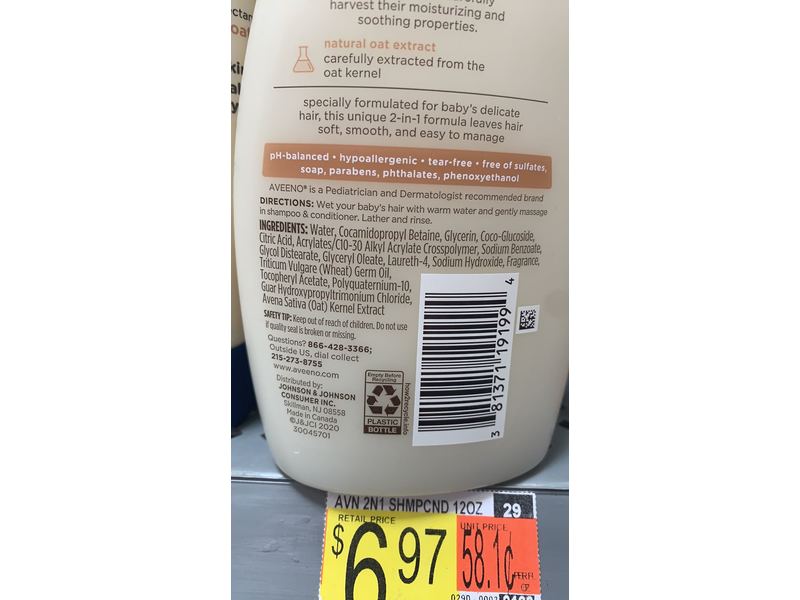 harvest their moisturizing and
soothing properties.
natural oat extract
carefully extracted from the
oat kernel
specially formulated for baby's delicate
hair, this unique 2-in-1 formula leaves hair
soft, smooth, and easy to manage
pH-balanced • hypoallergenic • tear-free • free of sulfates,
soap, parabens, phthalates, phenoxyethanol
AVEENO® is a Pediatrician and Dermatologist recommended brand
DIRECTIONS: Wet your baby's hair with warm water and gently massage
in shampoo & conditioner. Lather and rinse.
INGREDIENTS: Water, Cocamidopropyl Betaine, Glycerin, Coco-Glucoside,
Citric Acid, Acrylates/C10-30 Alkyl Acrylate Crosspolymer, Sodium Benzoate,
Glycol Distearate, Glyceryl Oleate, Laureth-4, Sodium Hydroxide, Fragrance,
Triticum Vulgare (Wheat) Germ Oil,
Tocopheryl Acetate, Polyquaternium-10,
Guar Hydroxypropyltrimonium Chloride,
Avena Sativa (Oat) Kernel Extract
SAFETY TIP: Keep out of reach of children. Do not use
if quality seal is broken or missing.
Questions? 866-428-3366;
Outside US, dial collect
215-273-8755
www.aveeno.com
Distributed by:
JOHNSON & JOHNSON
CONSUMER INC.
Skillman, NJ 08558
Made in Canada
©J&JCI 2020
30045701
Empty Before
Recycling
PLASTIC
BOTTLE
how2recycle.info
3 81371 19199 4
AVN 2N1 SHMPCND 12OZ 29
RETAIL PRICE
$6 97
UNIT PRICE
58.1¢